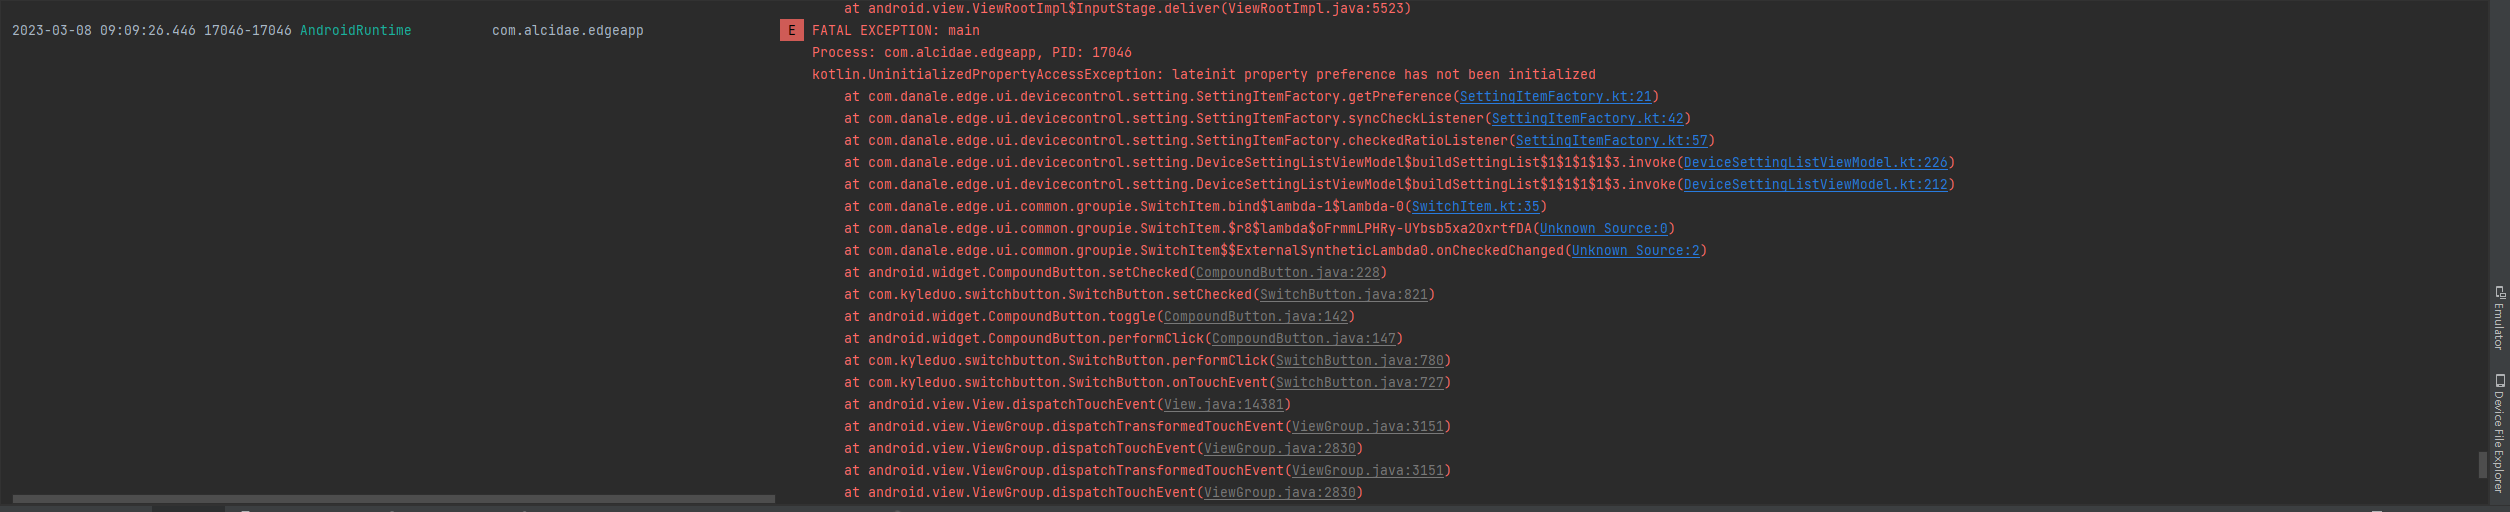 at android.view.ViewRootImpl$InputStage.deliver(ViewRootImpl.java:5523)
2023-03-08 09:09:26.446 17046-17046 AndroidRuntime com.alcidae.edgeapp E FATAL EXCEPTION: main
Process: com.alcidae.edgeapp, PID: 17046
kotlin.UninitializedPropertyAccessException: lateinit property preference has not been initialized
at com.danale.edge.ui.devicecontrol.setting.SettingItemFactory.getPreference(SettingItemFactory.kt:21)
at com.danale.edge.ui.devicecontrol.setting.SettingItemFactory.syncCheckListener(SettingItemFactory.kt:42)
at com.danale.edge.ui.devicecontrol.setting.SettingItemFactory.checkedRatioListener(SettingItemFactory.kt:57)
at com.danale.edge.ui.devicecontrol.setting.DeviceSettingListViewModel$buildSettingList$1$1$1$1$3.invoke(DeviceSettingListViewModel.kt:226)
at com.danale.edge.ui.devicecontrol.setting.DeviceSettingListViewModel$buildSettingList$1$1$1$1$3.invoke(DeviceSettingListViewModel.kt:212)
at com.danale.edge.ui.common.groupie.SwitchItem.bind$lambda-1$lambda-0(SwitchItem.kt:35)
at com.danale.edge.ui.common.groupie.SwitchItem.$r8$lambda$oFrmmLPHRy-UYbsb5xa2OxrtfDA(Unknown Source:0)
at com.danale.edge.ui.common.groupie.SwitchItem$$ExternalSyntheticLambda0.onCheckedChanged(Unknown Source:2)
at android.widget.CompoundButton.setChecked(CompoundButton.java:228)
at com.kyleduo.switchbutton.SwitchButton.setChecked(SwitchButton.java:821)
at android.widget.CompoundButton.toggle(CompoundButton.java:142)
at android.widget.CompoundButton.performClick(CompoundButton.java:147)
at com.kyleduo.switchbutton.SwitchButton.performClick(SwitchButton.java:780)
at com.kyleduo.switchbutton.SwitchButton.onTouchEvent(SwitchButton.java:727)
at android.view.View.dispatchTouchEvent(View.java:14381)
at android.view.ViewGroup.dispatchTransformedTouchEvent(ViewGroup.java:3151)
at android.view.ViewGroup.dispatchTouchEvent(ViewGroup.java:2830)
at android.view.ViewGroup.dispatchTransformedTouchEvent(ViewGroup.java:3151)
at android.view.ViewGroup.dispatchTouchEvent(ViewGroup.java:2830)
Emulator
Device File Explorer